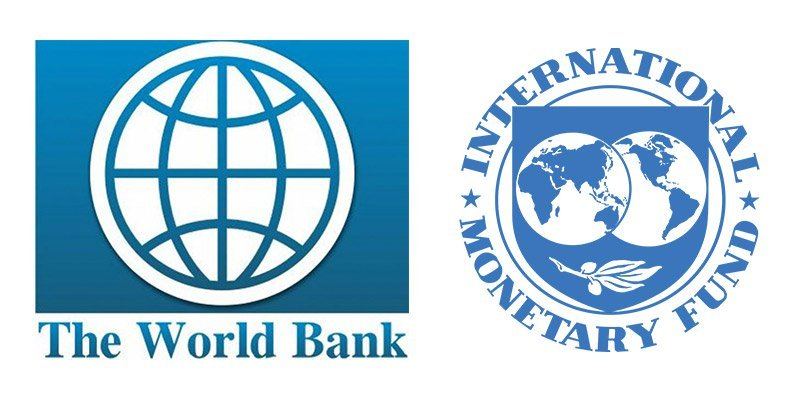 The World Bank
INTERNATIONAL
MONETARY FUND